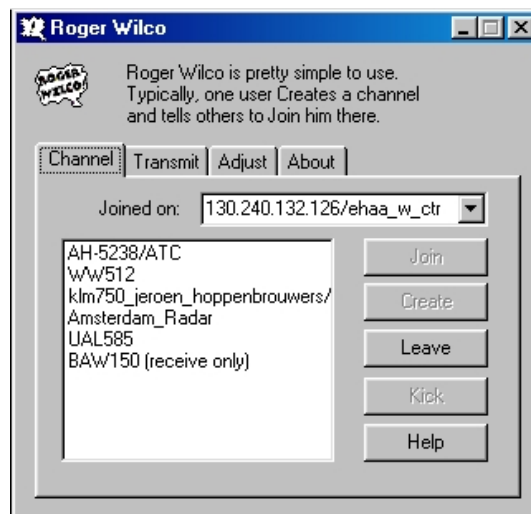 Roger Wilco
ROGER WILCO!
Roger Wilco is pretty simple to use.
Typically, one user Creates a channel
and tells others to Join him there.
Channel Transmit Adjust About
Joined on: 130.240.132.126/ehaa_w_ctr
AH-5238/ATC
WW512
klm750_jeroen_hoppenbrouwers/
Amsterdam_Radar
UAL585
BAW150 (receive only)
Join
Create
Leave
Kick
Help